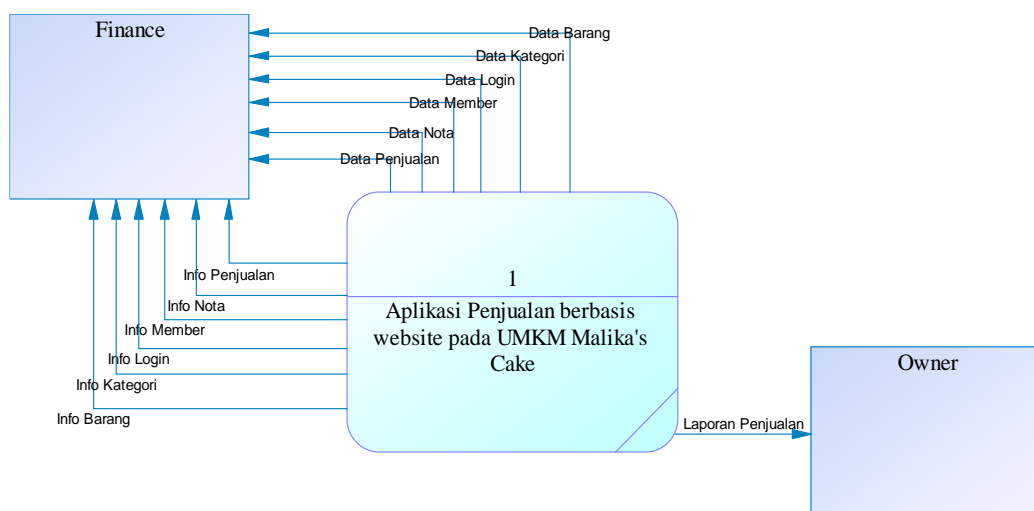 Finance
Data Barang
Data Kategori
Data Login
Data Member
Data Nota
Data Penjualan
Info Penjualan
Info Nota
Info Member
Info Login
Info Kategori
Info Barang
1
Aplikasi Penjualan berbasis
website pada UMKM Malika's
Cake
Owner
Laporan Penjualan